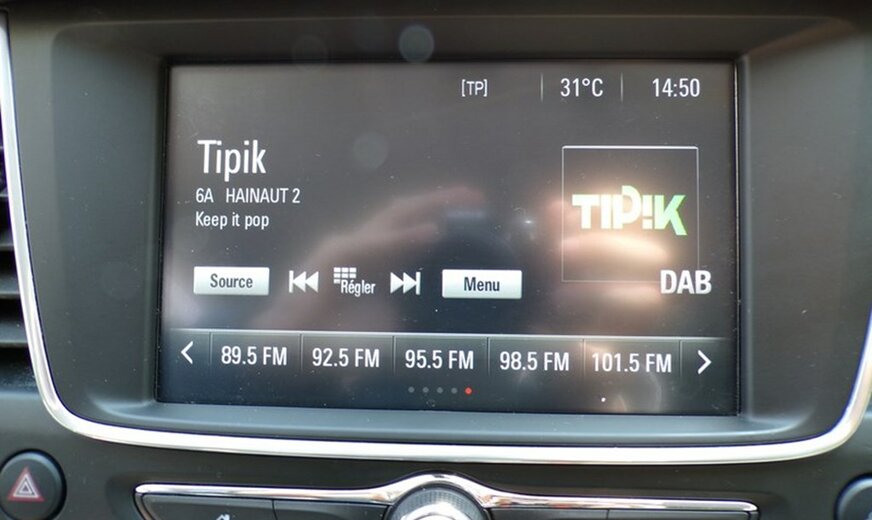 [TP] 31°C 14:50
Tipik
6A HAINAUT 2
Keep it pop
TIPIK
DAB
Source Régler Menu
89.5 FM 92.5 FM 95.5 FM 98.5 FM 101.5 FM